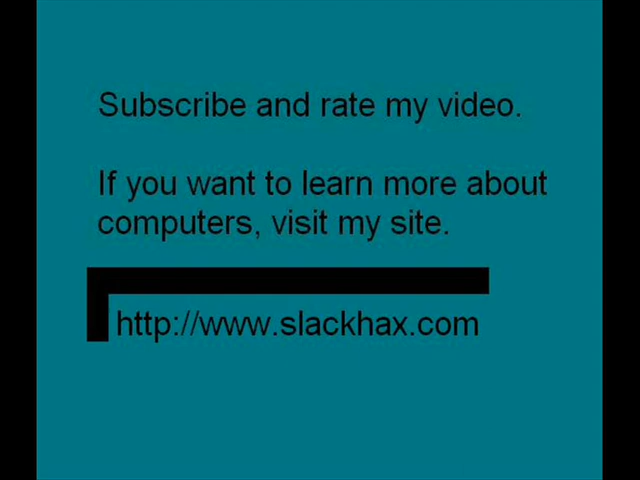 Subscribe and rate my video.
If you want to learn more about
computers, visit my site.
http://www.slackhax.com